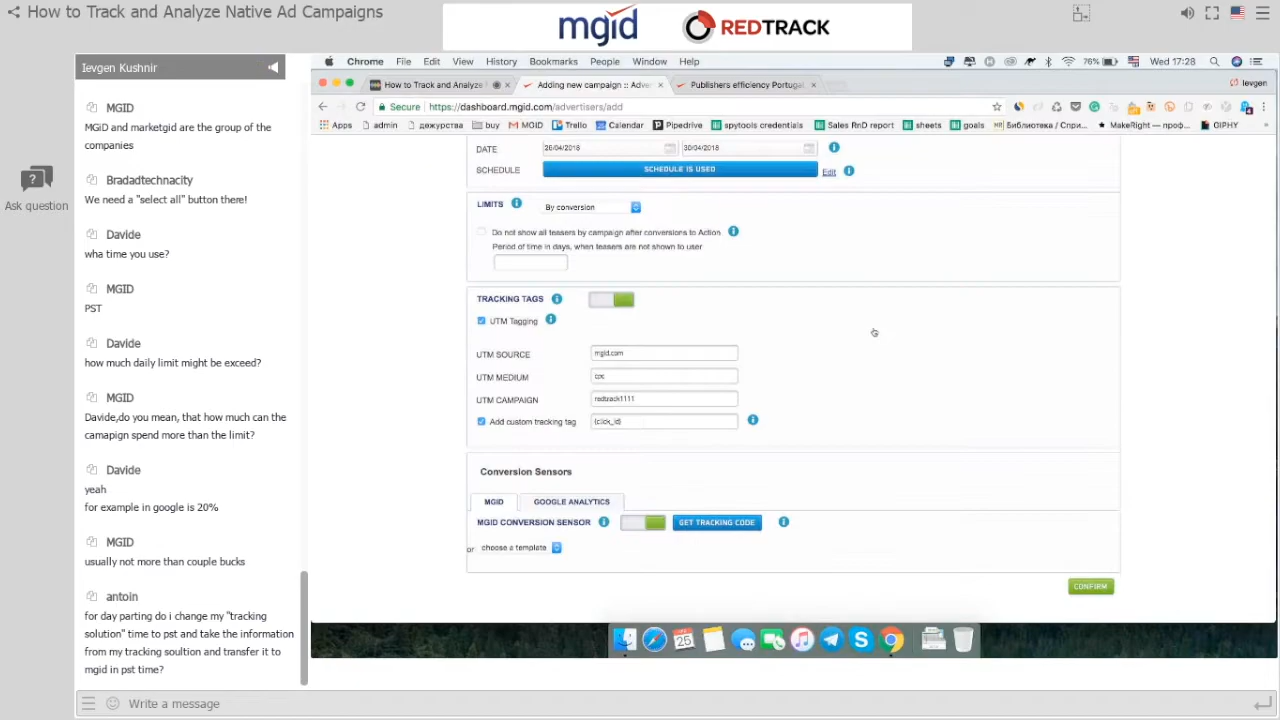 How to Track and Analyze Native Ad Campaigns
mgid REDTRACK
Ievgen Kushnir
MGID
MGiD and marketgid are the group of the
companies
Bradadtechnacity
We need a "select all" button there!
Davide
wha time you use?
MGID
PST
Davide
how much daily limit might be exceed?
MGID
Davide,do you mean, that how much can the
camapign spend more than the limit?
Davide
yeah
for example in google is 20%
MGID
usually not more than couple bucks
antoin
for day parting do i change my "tracking
solution" time to pst and take the information
from my tracking soultion and transfer it to
mgid in pst time?
Write a message
Ask question
Chrome File Edit View History Bookmarks People Window Help
76% Wed 17:28
How to Track and Analyze
Adding new campaign :: Adve
Publishers efficiency Portugal
Ievgen
Secure https://dashboard.mgid.com/advertisers/add
Apps admin дежурства buy MGID Trello Calendar Pipedrive spytools credentials Sales RnD report sheets goals Библиотека / Спри... MakeRight — проф... GIPHY
DATE 26/04/2018 30/04/2018
SCHEDULE SCHEDULE IS USED Edit
LIMITS By conversion
Do not show all teasers by campaign after conversions to Action
Period of time in days, when teasers are not shown to user
TRACKING TAGS
UTM Tagging
UTM SOURCE mgid.com
UTM MEDIUM cpc
UTM CAMPAIGN redtrack1111
Add custom tracking tag {click_id}
Conversion Sensors
MGID GOOGLE ANALYTICS
MGID CONVERSION SENSOR GET TRACKING CODE
or choose a template
CONFIRM
25